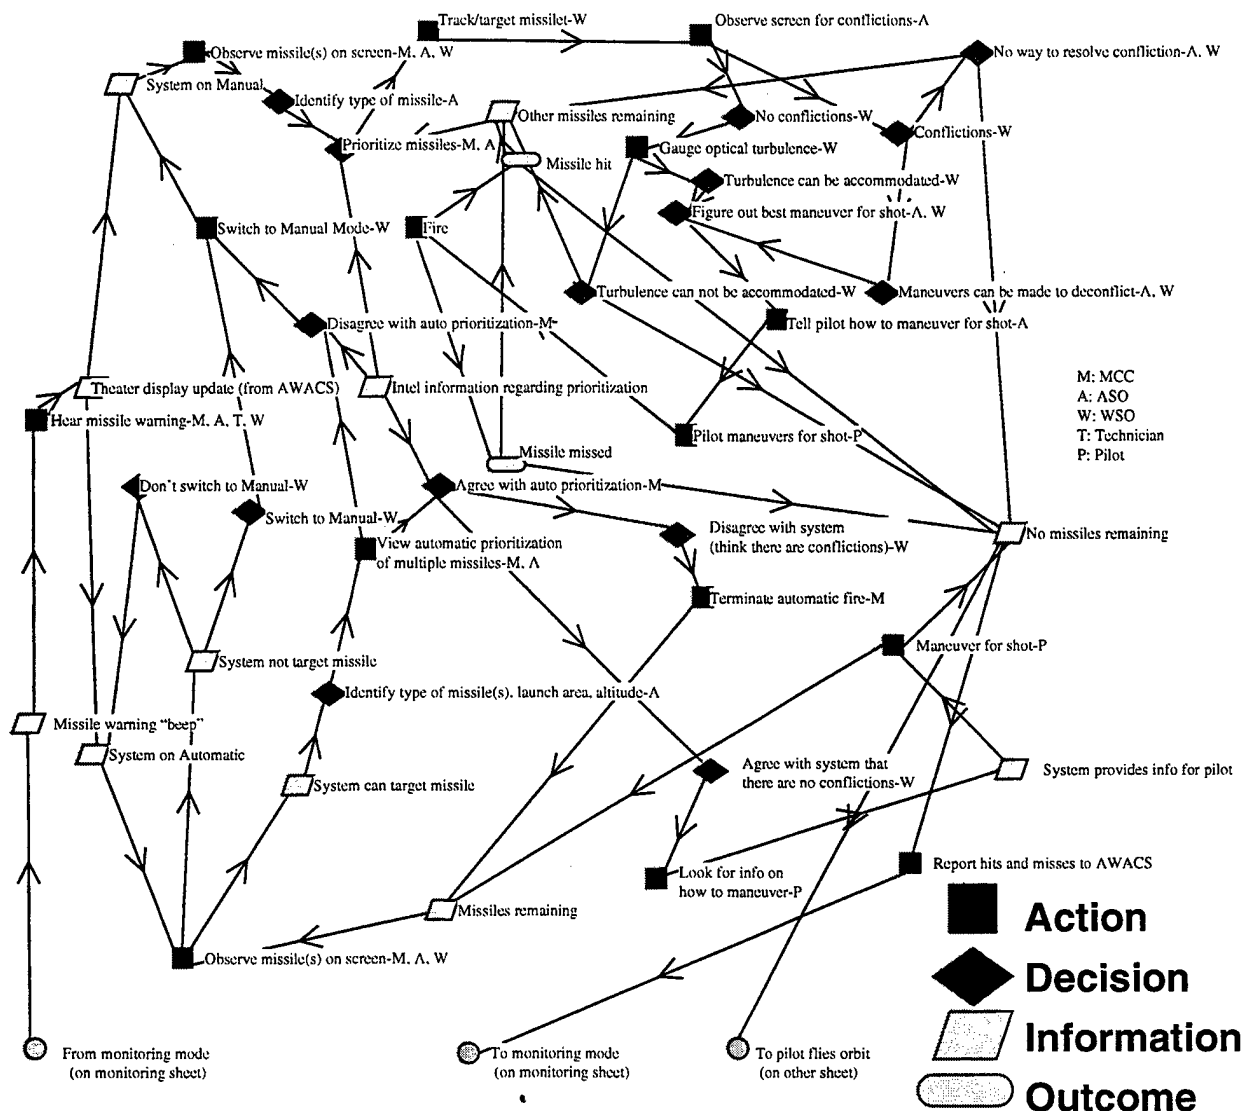 Track/target missilet-W
Observe screen for conflictions-A
Observe missile(s) on screen-M, A, W
No way to resolve confliction-A, W
System on Manual
Identify type of missile-A
Other missiles remaining
No conflictions-W
Conflictions-W
Prioritize missiles-M, A
Gauge optical turbulence-W
Missile hit
Turbulence can be accommodated-W
Figure out best maneuver for shot-A, W
Switch to Manual Mode-W
Fire
Turbulence can not be accommodated-W
Maneuvers can be made to deconflict-A, W
Disagree with auto prioritization-M
Tell pilot how to maneuver for shot-A
Theater display update (from AWACS)
Intel information regarding prioritization
M: MCC
A: ASO
W: WSO
T: Technician
P: Pilot
Hear missile warning-M, A, T, W
Pilot maneuvers for shot-P
Missile missed
Don't switch to Manual-W
Agree with auto prioritization-M
Switch to Manual-W
Disagree with system
(think there are conflictions)-W
No missiles remaining
View automatic prioritization
of multiple missiles-M, A
Terminate automatic fire-M
Maneuver for shot-P
System not target missile
Identify type of missile(s), launch area, altitude-A
Missile warning "beep"
System on Automatic
Agree with system that
there are no conflictions-W
System provides info for pilot
System can target missile
Report hits and misses to AWACS
Look for info on
how to maneuver-P
Missiles remaining
Action
Observe missile(s) on screen-M, A, W
Decision
From monitoring mode
(on monitoring sheet)
To monitoring mode
(on monitoring sheet)
To pilot flies orbit
(on other sheet)
Information
Outcome